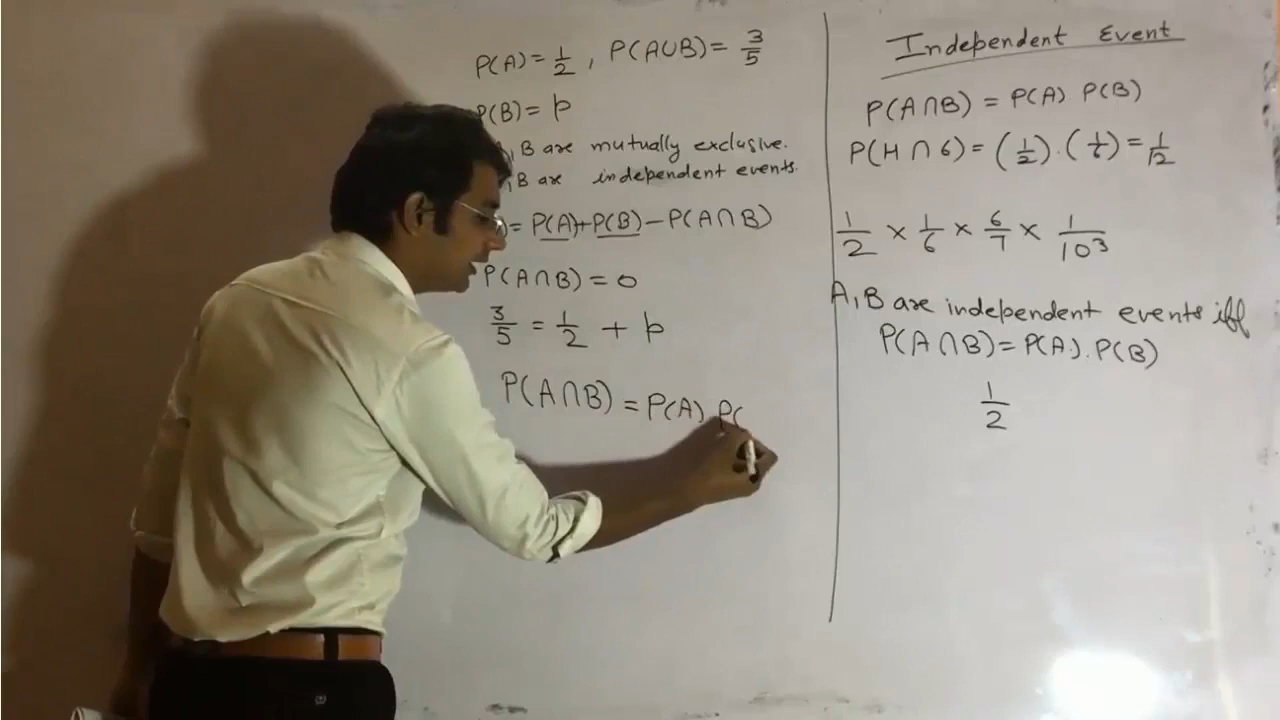 P(A) = 1/2 , P(A∪B) = 3/5
P(B) = p
B are mutually exclusive.
B are independent events.
) = P(A)+P(B) − P(A∩B)
P(A∩B) = 0
3/5 = 1/2 + p
P(A∩B) = P(A) P(
Independent Event
P(A∩B) = P(A) P(B)
P(H∩6) = (1/2).(1/6) = 1/12
1/2 × 1/6 × 6/7 × 1/10³
A,B are independent events iff
P(A∩B) = P(A).P(B)
1/2